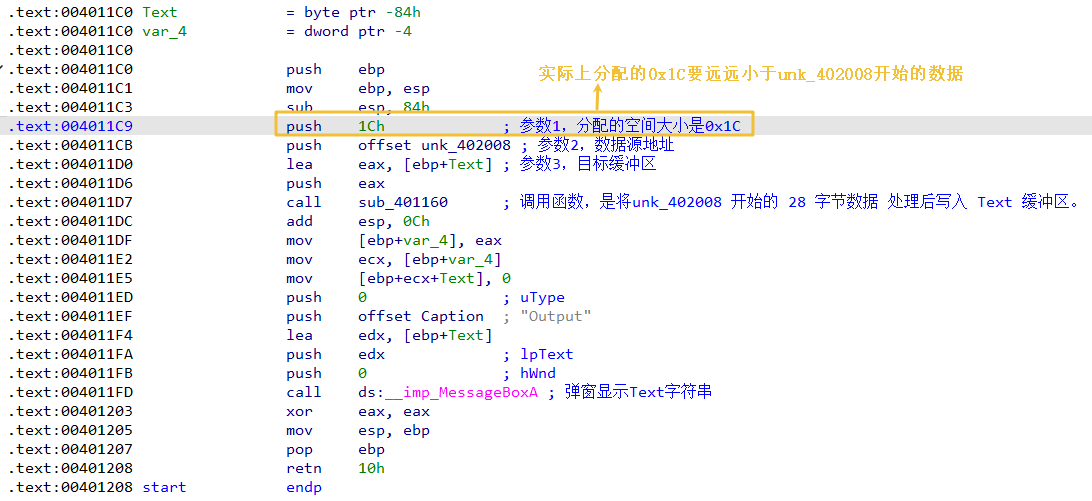 .text:004011C0 Text = byte ptr -84h
.text:004011C0 var_4 = dword ptr -4
.text:004011C0
.text:004011C0 push ebp
实际上分配的0x1C要远远小于unk_402008开始的数据
.text:004011C1 mov ebp, esp
.text:004011C3 sub esp, 84h
.text:004011C9 push 1Ch ; 参数1，分配的空间大小是0x1C
.text:004011CB push offset unk_402008 ; 参数2，数据源地址
.text:004011D0 lea eax, [ebp+Text] ; 参数3，目标缓冲区
.text:004011D6 push eax
.text:004011D7 call sub_401160 ; 调用函数，是将unk_402008 开始的 28 字节数据 处理后写入 Text 缓冲区。
.text:004011DC add esp, 0Ch
.text:004011DF mov [ebp+var_4], eax
.text:004011E2 mov ecx, [ebp+var_4]
.text:004011E5 mov [ebp+ecx+Text], 0
.text:004011ED push 0 ; uType
.text:004011EF push offset Caption ; "Output"
.text:004011F4 lea edx, [ebp+Text]
.text:004011FA push edx ; lpText
.text:004011FB push 0 ; hWnd
.text:004011FD call ds:__imp_MessageBoxA ; 弹窗显示Text字符串
.text:00401203 xor eax, eax
.text:00401205 mov esp, ebp
.text:00401207 pop ebp
.text:00401208 retn 10h
.text:00401208 start endp